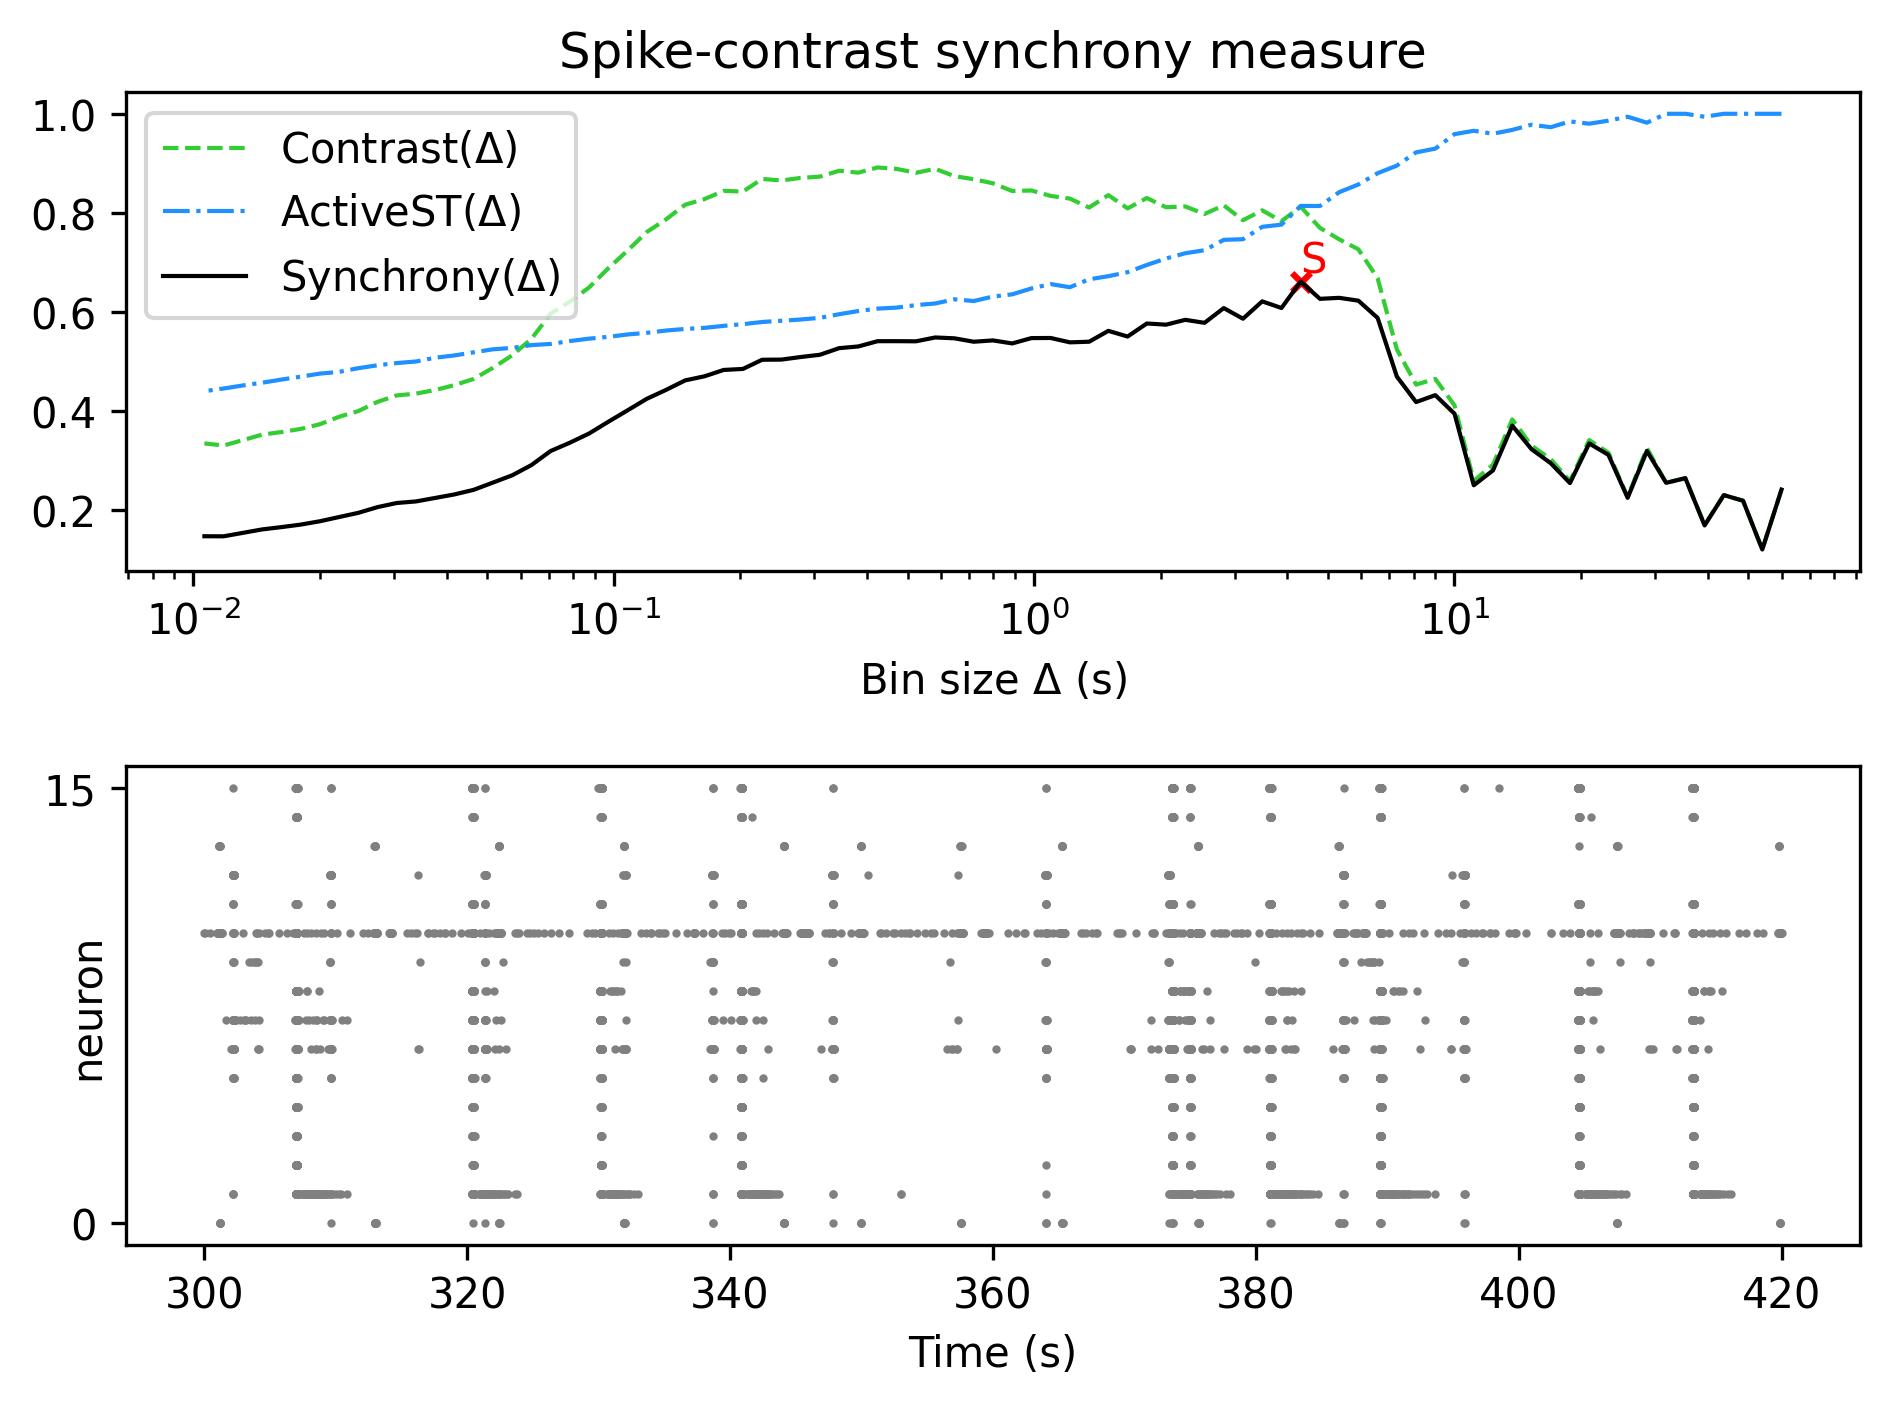 Spike-contrast synchrony measure
1.0
0.8
0.6
0.4
0.2
Contrast(Δ)
ActiveST(Δ)
Synchrony(Δ)
S
10⁻² 10⁻¹ 10⁰ 10¹
Bin size Δ (s)
15
0
neuron
300 320 340 360 380 400 420
Time (s)